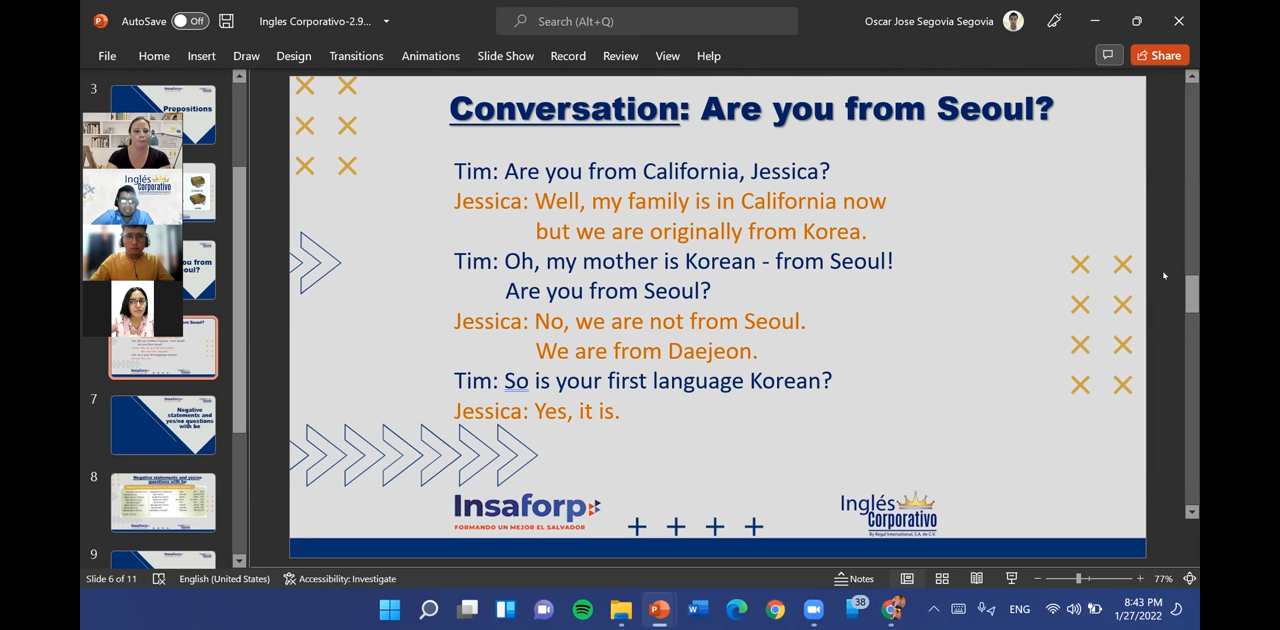 AutoSave Off Ingles Corporativo-2.9... Search (Alt+Q) Oscar Jose Segovia Segovia
File Home Insert Draw Design Transitions Animations Slide Show Record Review View Help Share
3
Prepositions
Inglés
Corporativo
7
Negative
statements and
yes/no questions
with be
8
Negative statements and yes/no
questions with be
9
Conversation: Are you from Seoul?
Tim: Are you from California, Jessica?
Jessica: Well, my family is in California now
but we are originally from Korea.
Tim: Oh, my mother is Korean - from Seoul!
Are you from Seoul?
Jessica: No, we are not from Seoul.
We are from Daejeon.
Tim: So is your first language Korean?
Jessica: Yes, it is.
Insaforp
FORMANDO UN MEJOR EL SALVADOR
Inglés
Corporativo
By Regal International, S.A. de C.V.
Slide 6 of 11 English (United States) Accessibility: Investigate Notes 77%
38 ENG 8:43 PM
1/27/2022